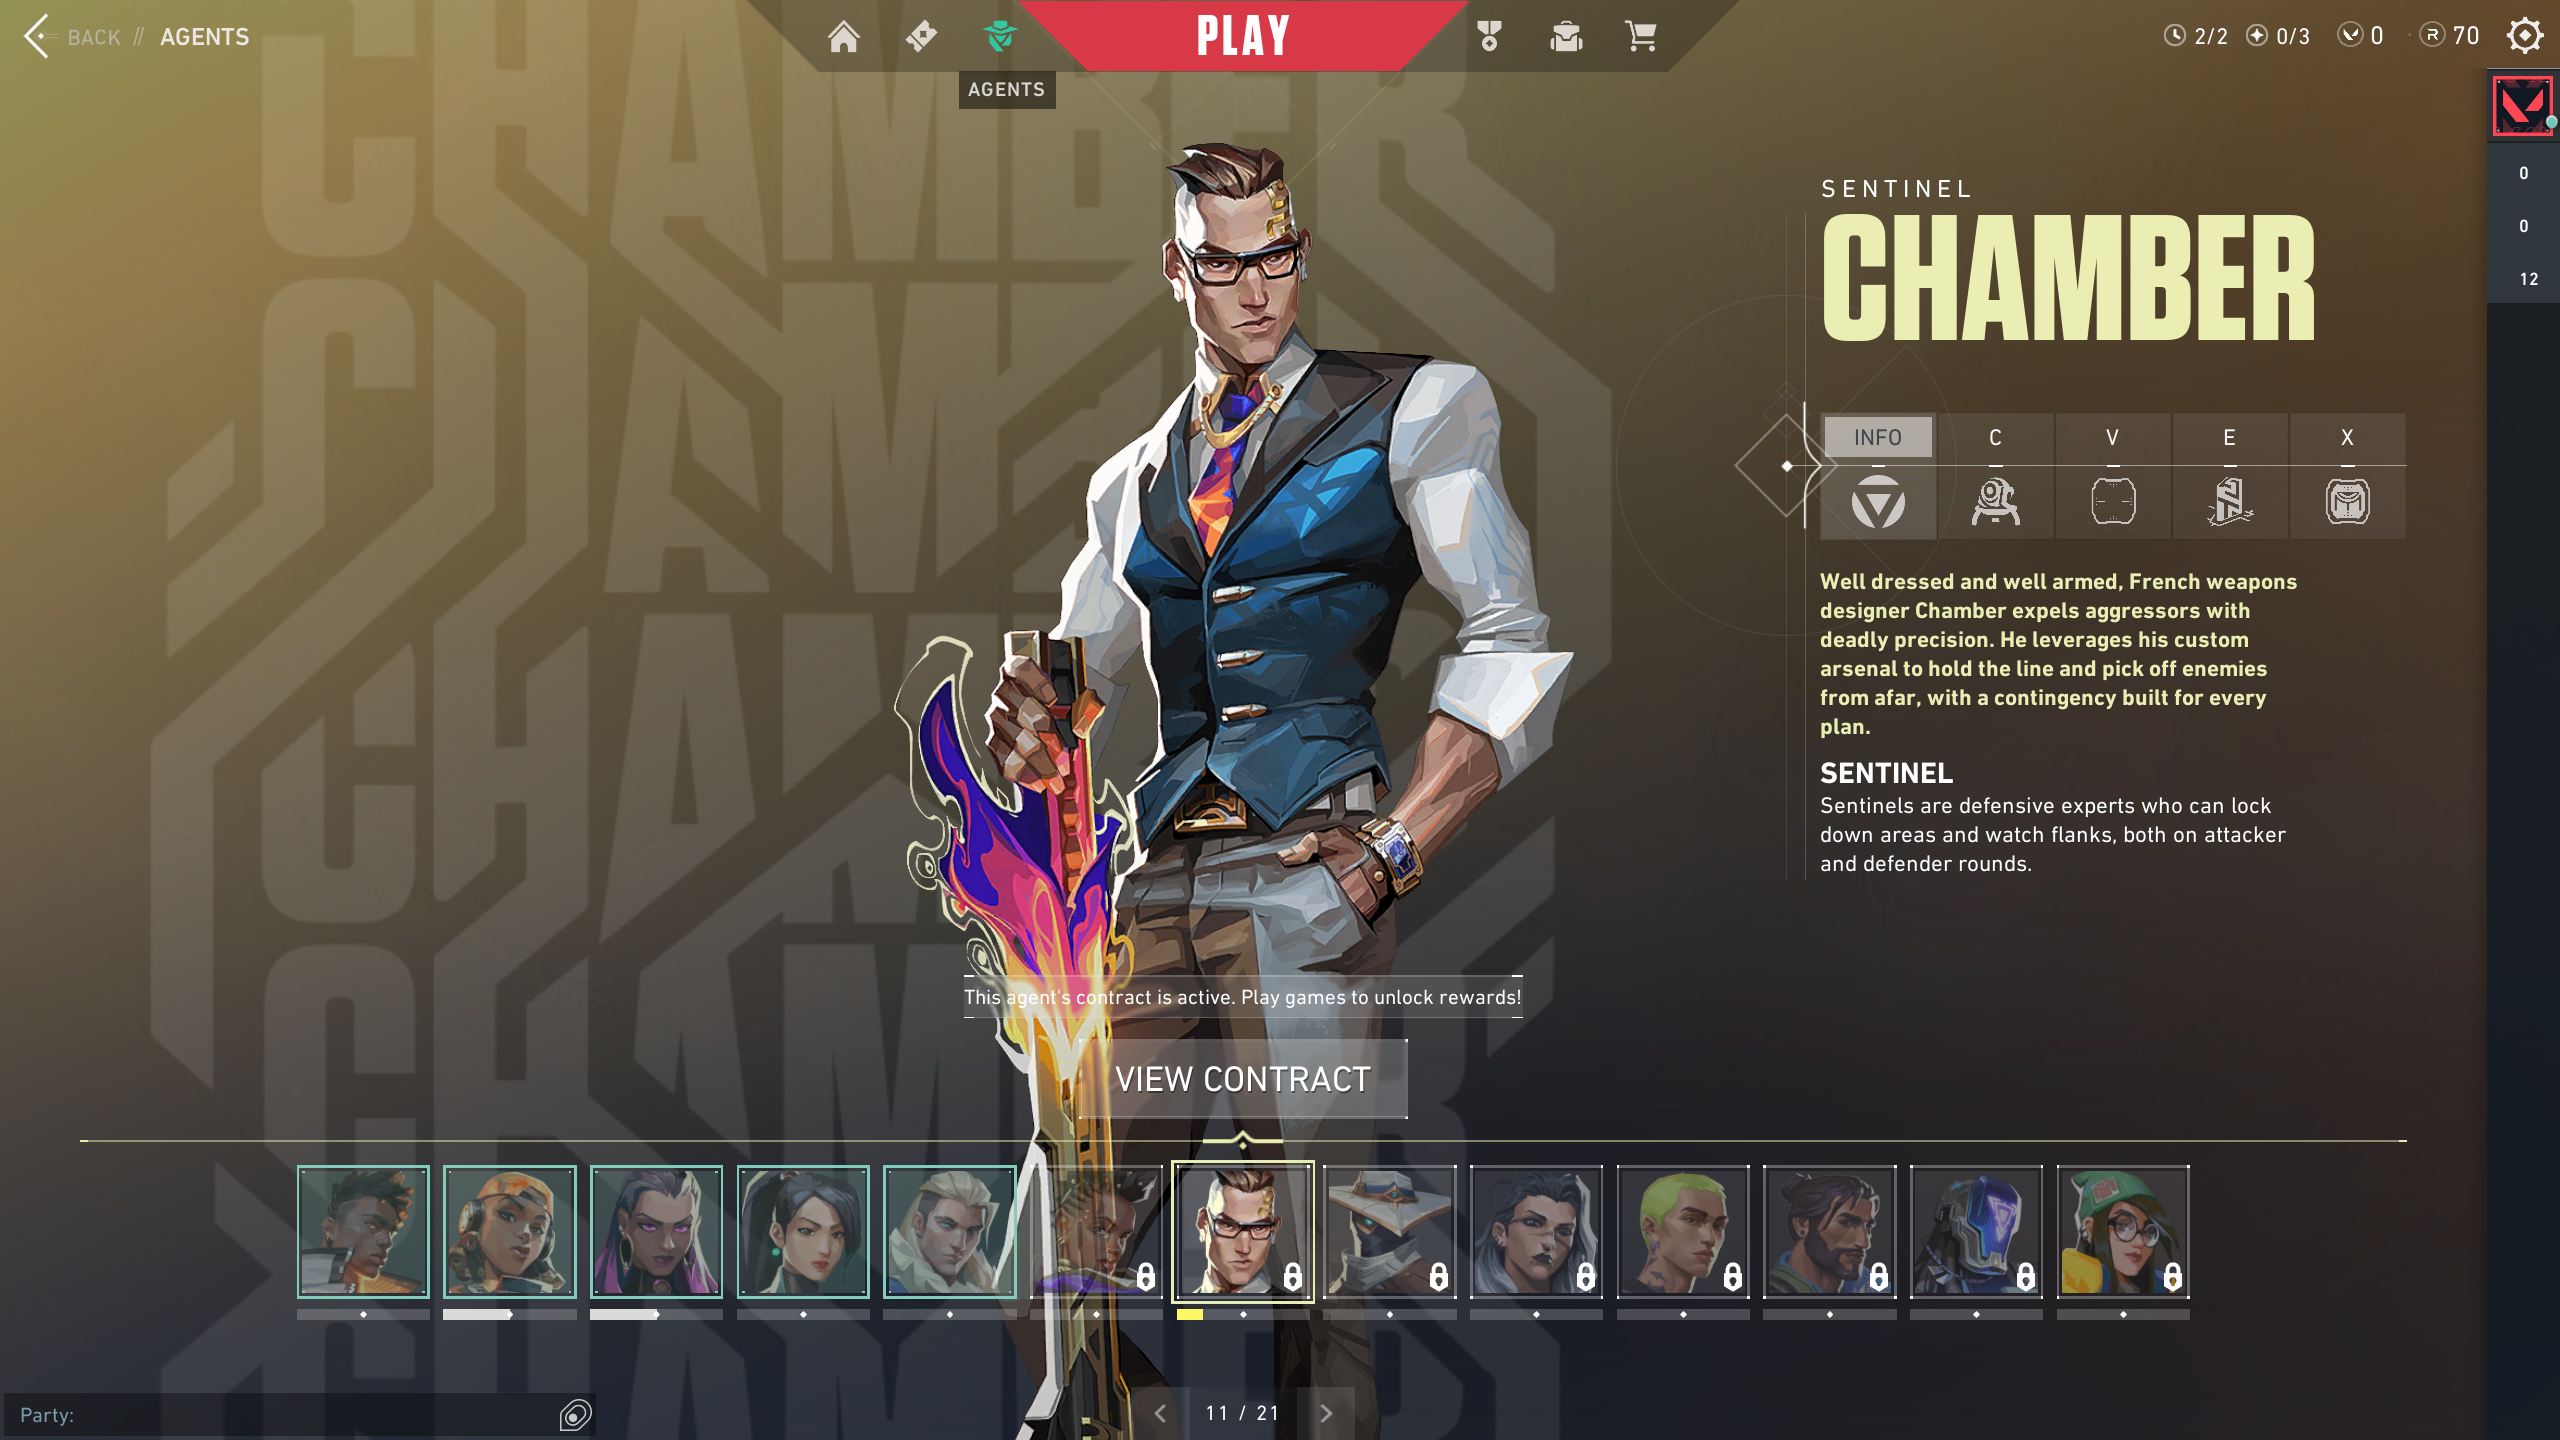 BACK // AGENTS
PLAY
2/2 0/3 0 R 70
AGENTS
0
0
12
CHAMBER
CHAMBER
CHAMBER
CHAMBER
SENTINEL
CHAMBER
INFO C V E X
Well dressed and well armed, French weapons
designer Chamber expels aggressors with
deadly precision. He leverages his custom
arsenal to hold the line and pick off enemies
from afar, with a contingency built for every
plan.
SENTINEL
Sentinels are defensive experts who can lock
down areas and watch flanks, both on attacker
and defender rounds.
This agent's contract is active. Play games to unlock rewards!
VIEW CONTRACT
Party:
11 / 21